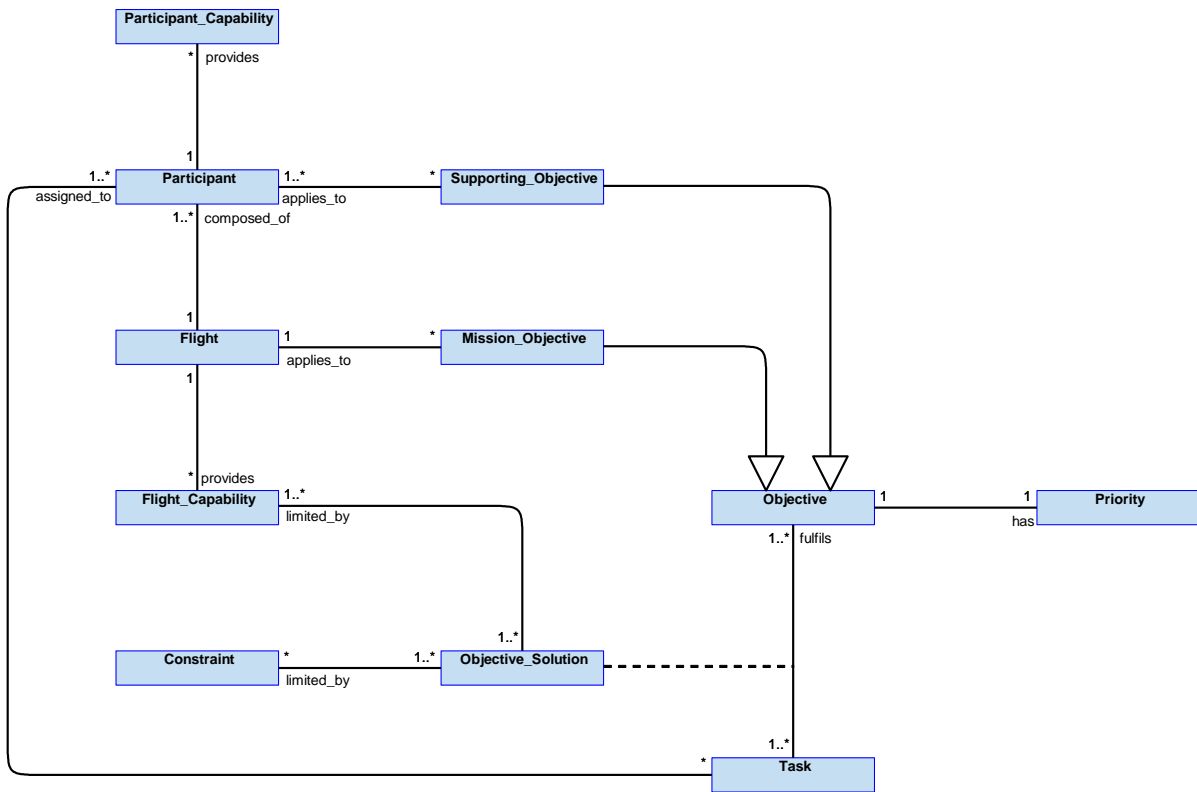 Participant_Capability
* provides
1
1..* Participant 1..* * Supporting_Objective
assigned_to applies_to
1..* composed_of
1
Flight 1 * Mission_Objective
1 applies_to
* provides
Flight_Capability 1..* Objective 1 1 Priority
limited_by has
1..* fulfils
1..*
Constraint * 1..* Objective_Solution
limited_by
1..*
* Task